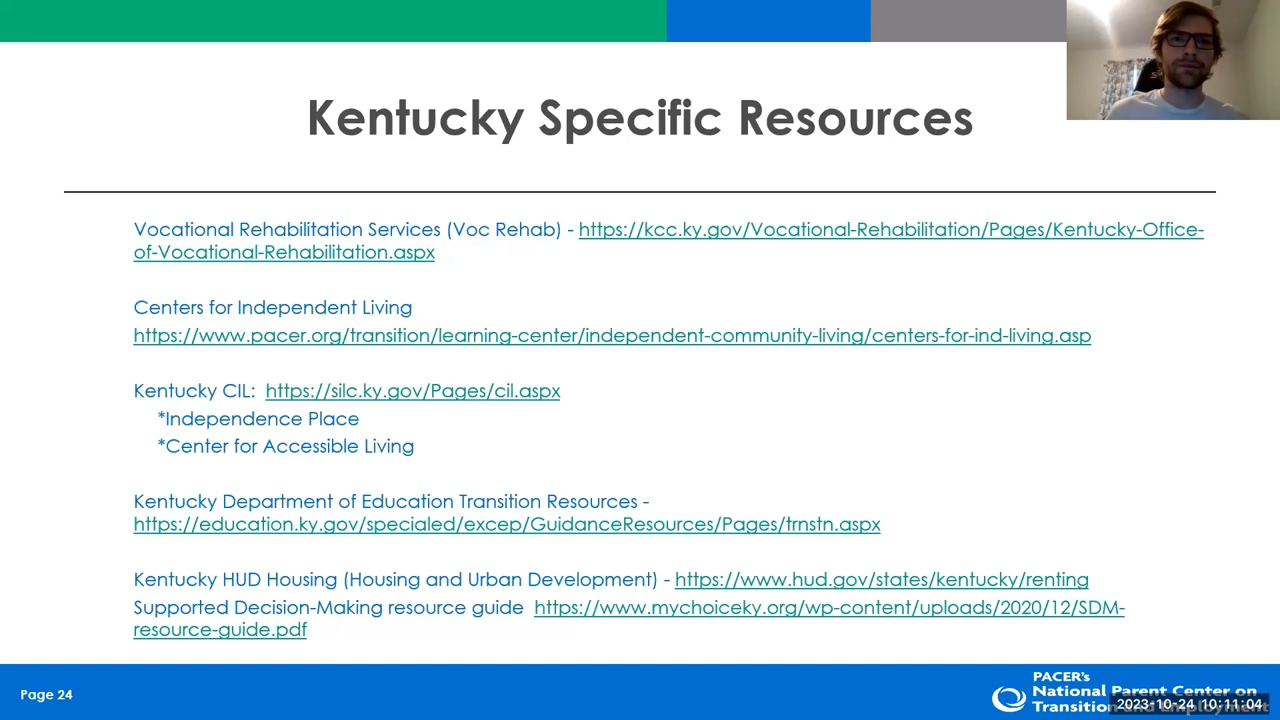 Kentucky Specific Resources
Vocational Rehabilitation Services (Voc Rehab) - https://kcc.ky.gov/Vocational-Rehabilitation/Pages/Kentucky-Office-
of-Vocational-Rehabilitation.aspx
Centers for Independent Living
https://www.pacer.org/transition/learning-center/independent-community-living/centers-for-ind-living.asp
Kentucky CIL: https://silc.ky.gov/Pages/cil.aspx
*Independence Place
*Center for Accessible Living
Kentucky Department of Education Transition Resources -
https://education.ky.gov/specialed/excep/GuidanceResources/Pages/trnstn.aspx
Kentucky HUD Housing (Housing and Urban Development) - https://www.hud.gov/states/kentucky/renting
Supported Decision-Making resource guide https://www.mychoiceky.org/wp-content/uploads/2020/12/SDM-
resource-guide.pdf
Page 24
PACER's
National Parent Center on
Transition and Employment
2023-10-24 10:11:04